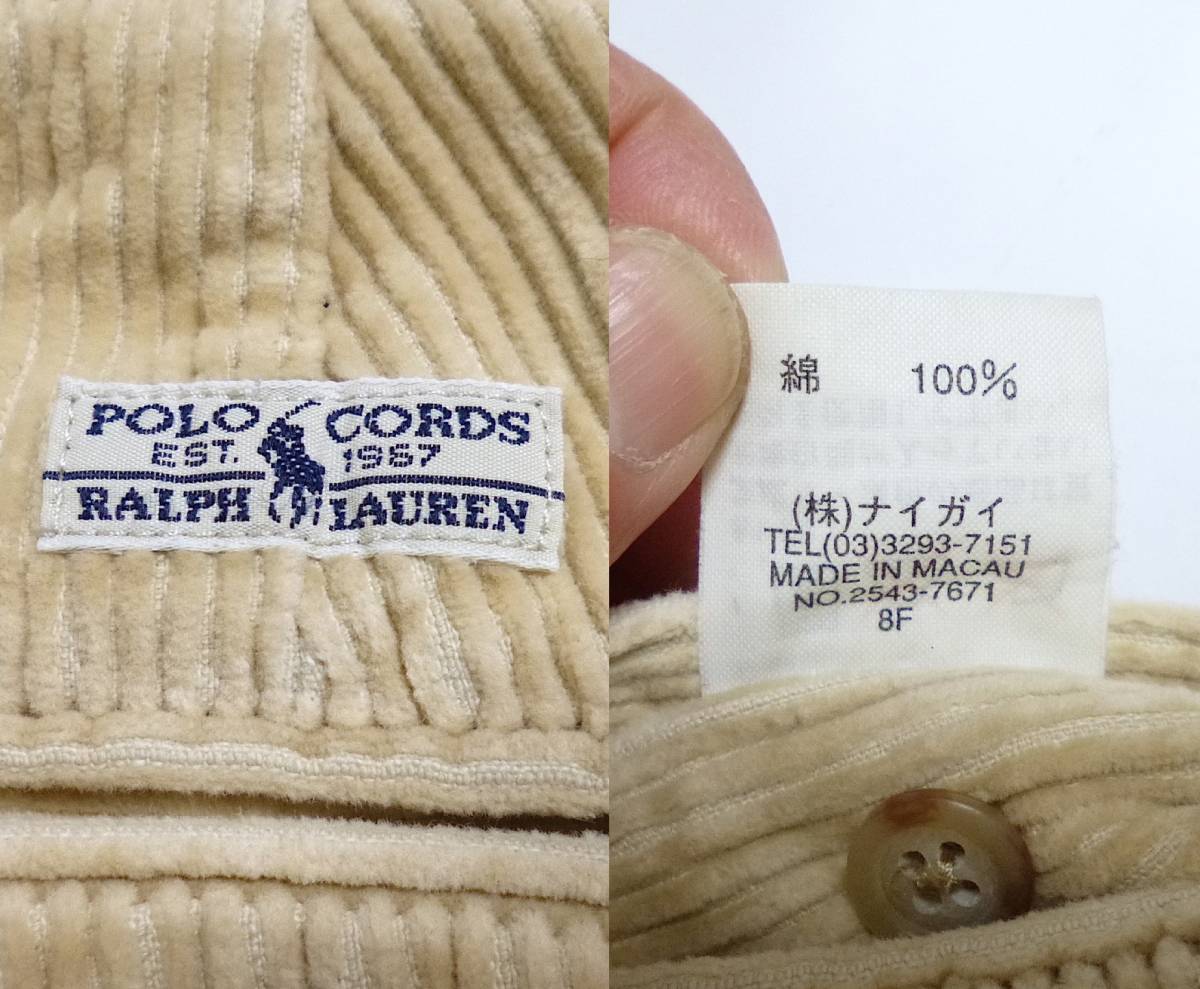 POLO CORDS
EST. 1967
RALPH LAUREN
綿 100%
(株)ナイガイ
TEL(03)3293-7151
MADE IN MACAU
NO.2543-7671
8F